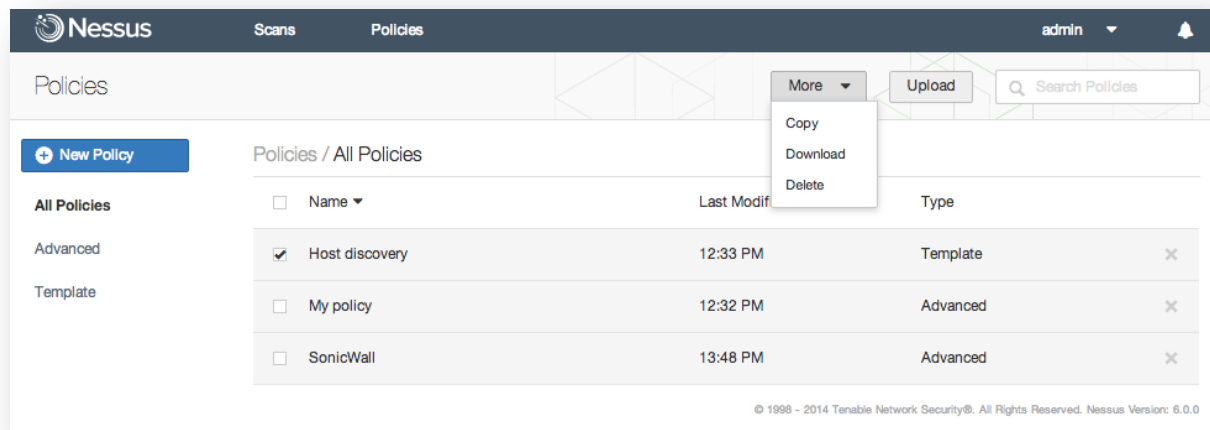 Nessus Scans Policies admin
Policies More Upload Search Policies
Copy
Download
Delete
New Policy
Policies / All Policies
All Policies
Advanced
Template
Name Last Modifi Type
Host discovery 12:33 PM Template
My policy 12:32 PM Advanced
SonicWall 13:48 PM Advanced
© 1998 - 2014 Tenable Network Security®. All Rights Reserved. Nessus Version: 6.0.0